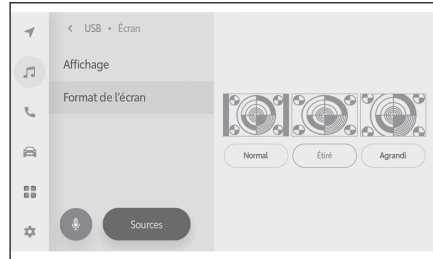 < USB • Écran
Affichage
Format de l'écran
Normal
Étiré
Agrandi
Sources